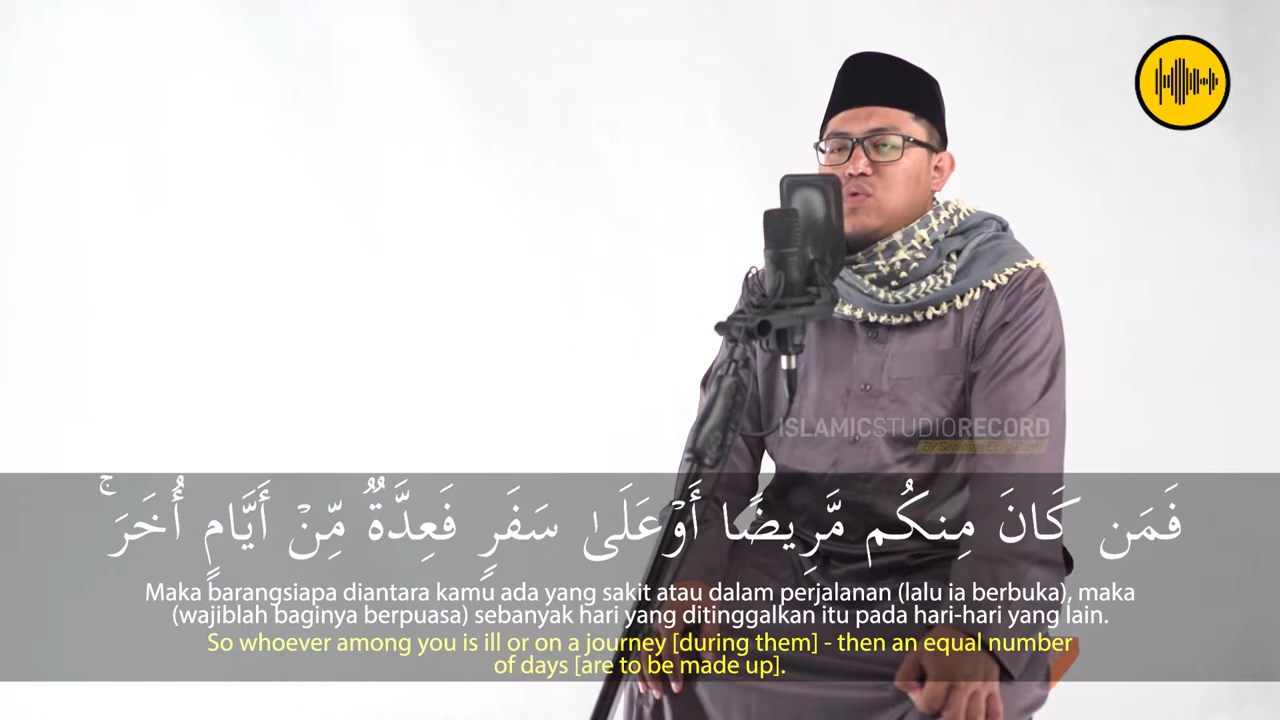 ISLAMICSTUDIORECORD
فَمَن كَانَ مِنكُم مَّرِيضًا أَوْ عَلَىٰ سَفَرٍ فَعِدَّةٌ مِّنْ أَيَّامٍ أُخَرَ ۚ
Maka barangsiapa diantara kamu ada yang sakit atau dalam perjalanan (lalu ia berbuka), maka
(wajiblah baginya berpuasa) sebanyak hari yang ditinggalkan itu pada hari-hari yang lain.
So whoever among you is ill or on a journey [during them] - then an equal number
of days [are to be made up].